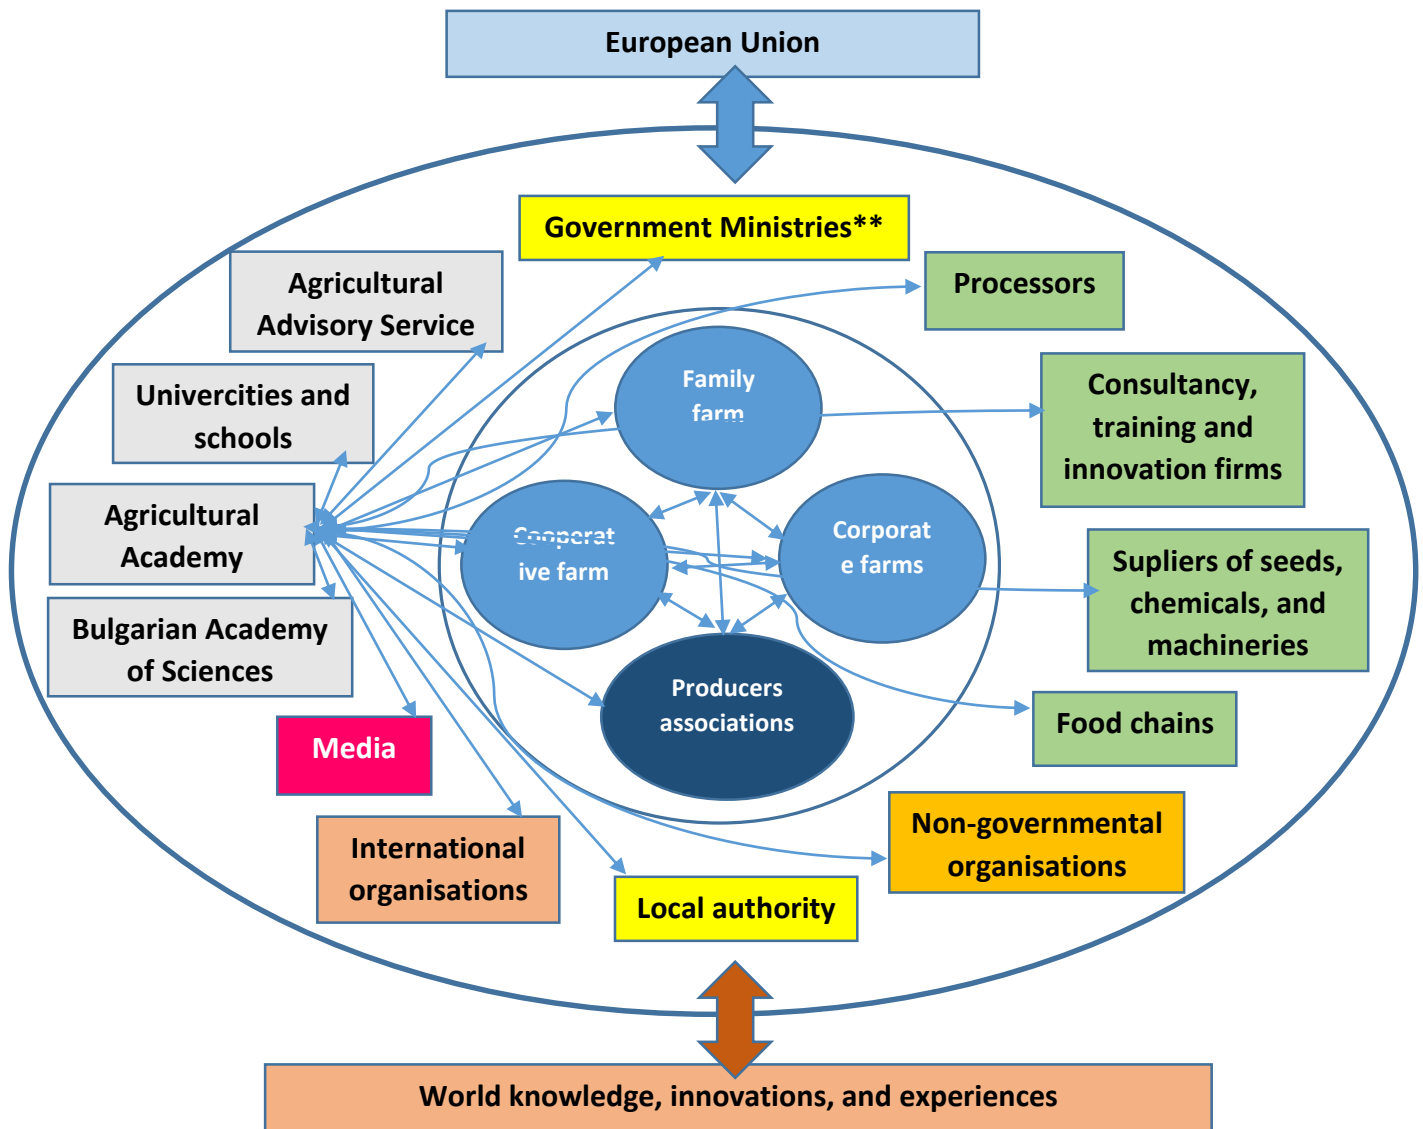 European Union
Government Ministries**
Agricultural
Advisory Service
Processors
Univercities and
schools
Family
farm
Consultancy,
training and
innovation firms
Agricultural
Academy
Cooperat
ive farm
Corporat
e farms
Supliers of seeds,
chemicals, and
machineries
Bulgarian Academy
of Sciences
Producers
associations
Media
Food chains
International
organisations
Non-governmental
organisations
Local authority
World knowledge, innovations, and experiences